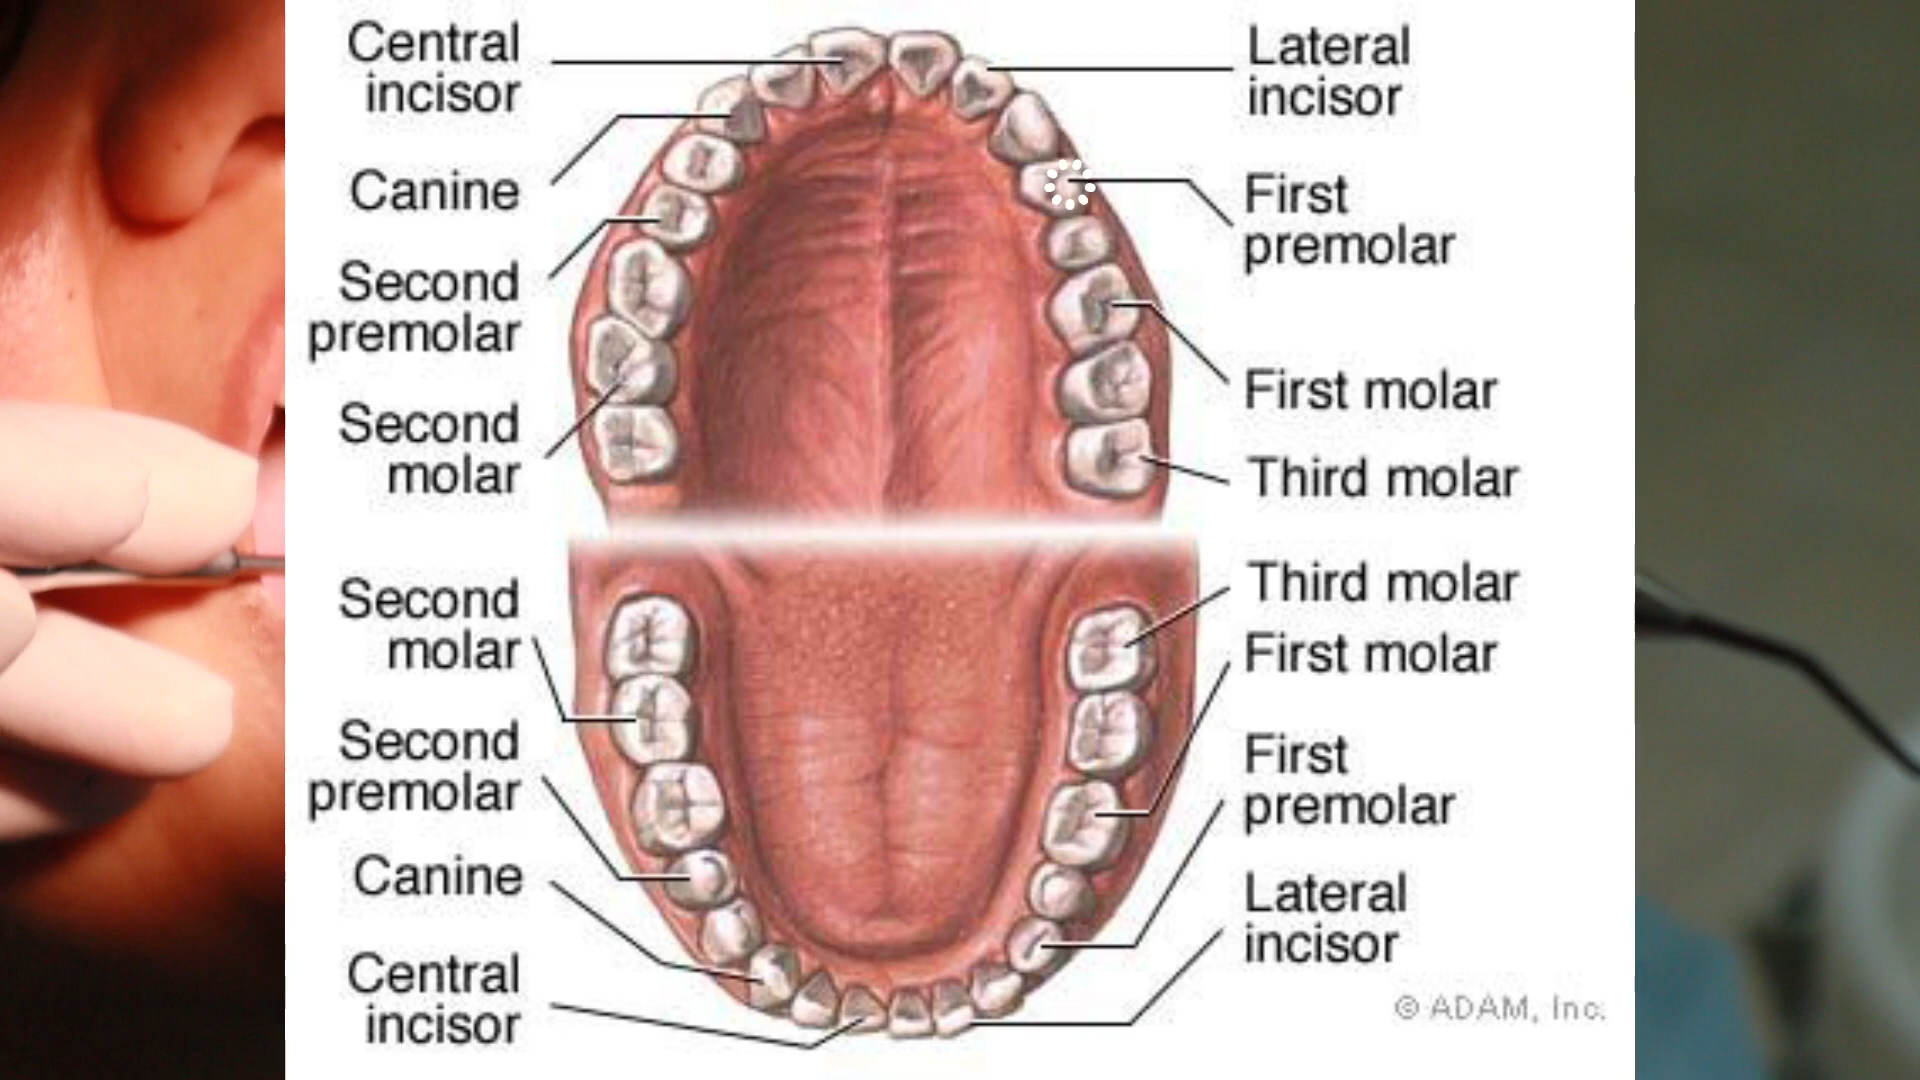 Central
incisor
Canine
Second
premolar
Second
molar
Lateral
incisor
First
premolar
First molar
Third molar
Second
molar
Second
premolar
Canine
Central
incisor
Third molar
First molar
First
premolar
Lateral
incisor
© ADAM, Inc.